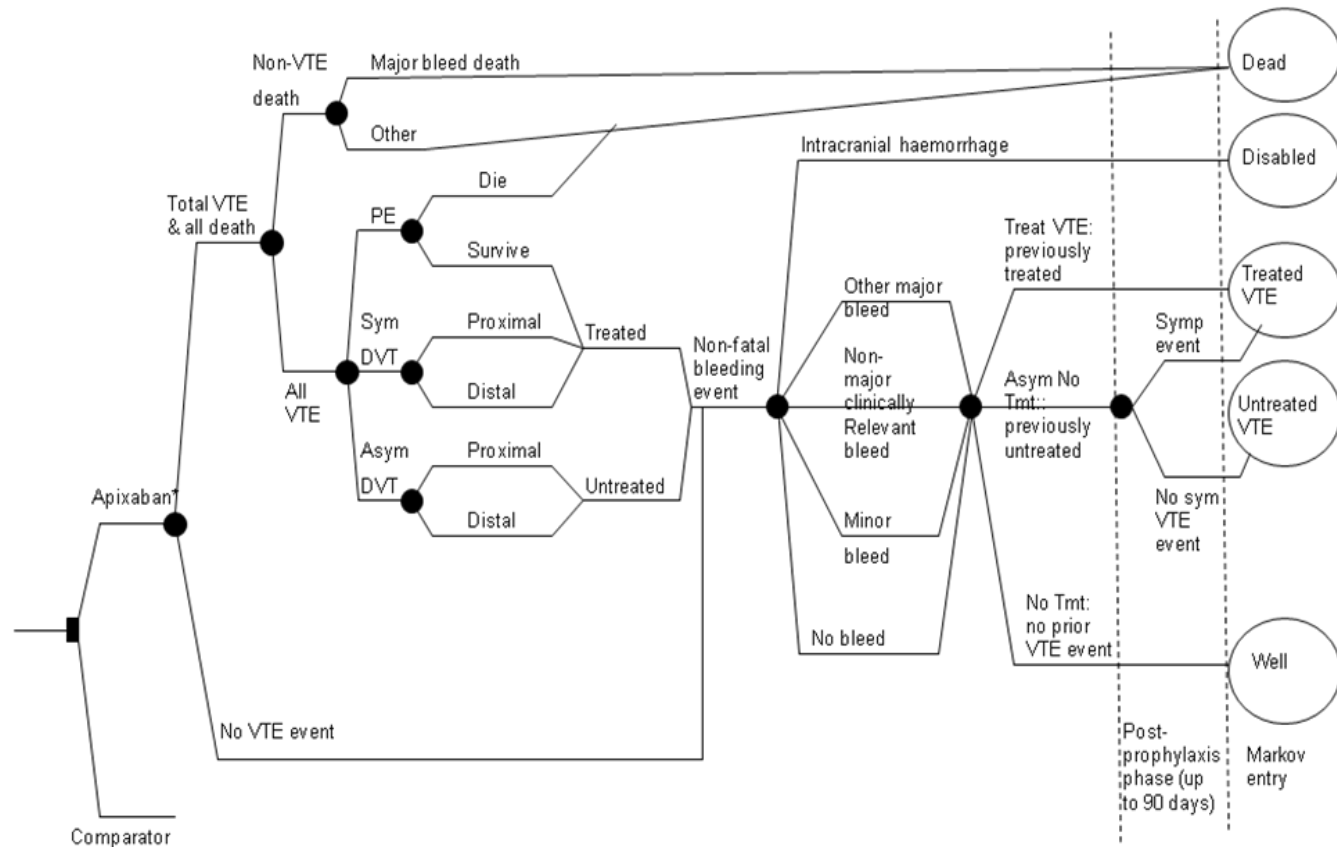 Non-VTE
death
Major bleed death
Other
Dead
Intracranial haemorrhage
Disabled
Total VTE
& all death
PE
Die
Survive
Sym
DVT
Proximal
Distal
Treated
All
VTE
Asym
DVT
Proximal
Distal
Untreated
Non-fatal
bleeding
event
Other major
bleed
Non-
major
clinically
Relevant
bleed
Minor
bleed
No bleed
Treat VTE:
previously
treated
Asym No
Tmt::
previously
untreated
No Tmt:
no prior
VTE event
Symp
event
No sym
VTE
event
Treated
VTE
Untreated
VTE
Well
Apixaban*
No VTE event
Comparator
Post-
prophylaxis
phase (up
to 90 days)
Markov
entry